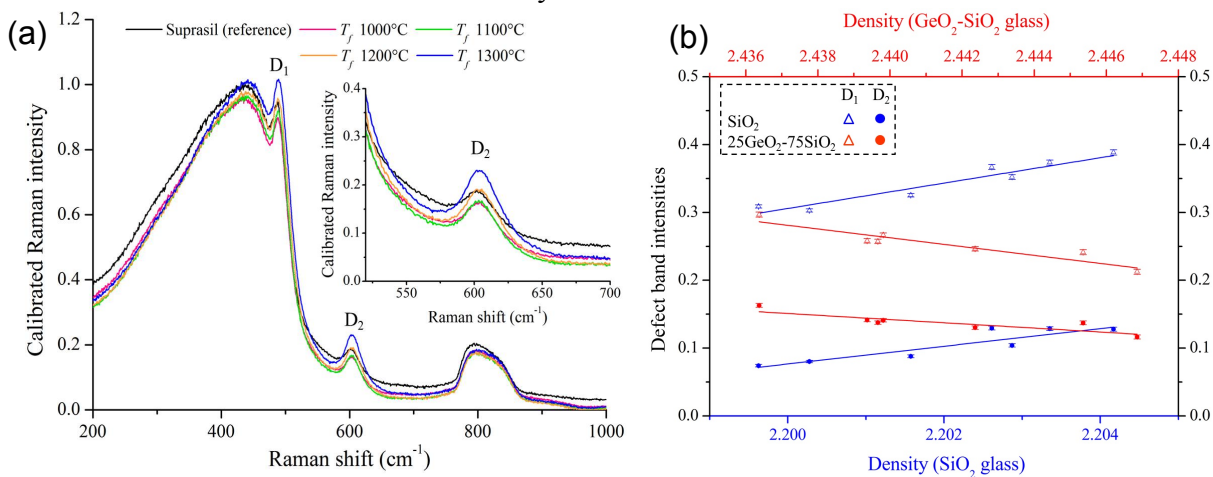 (a)
Suprasil (reference) T_f 1000°C T_f 1100°C
T_f 1200°C T_f 1300°C
Calibrated Raman intensity
1.2
1.0
0.8
0.6
0.4
0.2
0.0
D₁
D₂
200 400 600 800 1000
Raman shift (cm⁻¹)
Calibrated Raman intensity
0.4
0.3
0.2
0.1
0.0
D₂
550 600 650 700
Raman shift (cm⁻¹)
(b)
Density (GeO₂-SiO₂ glass)
2.436 2.438 2.440 2.442 2.444 2.446 2.448
Defect band intensities
0.5 0.5
0.4 0.4
0.3 0.3
0.2 0.2
0.1 0.1
0.0 0.0
D₁ D₂
SiO₂
25GeO₂-75SiO₂
2.200 2.202 2.204
Density (SiO₂ glass)